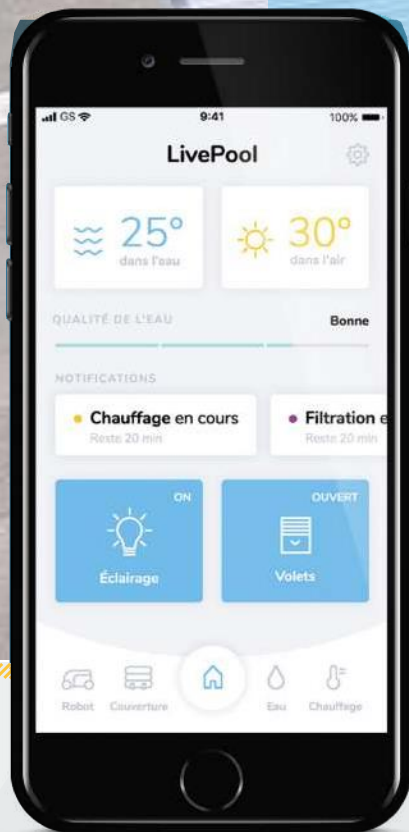 GS 9:41 100%
LivePool
25° 30°
dans l'eau dans l'air
QUALITÉ DE L'EAU Bonne
NOTIFICATIONS
Chauffage en cours Filtration e
Reste 20 min Reste 20 min
ON OUVERT
Éclairage Volets
Robot Couverture Eau Chauffage